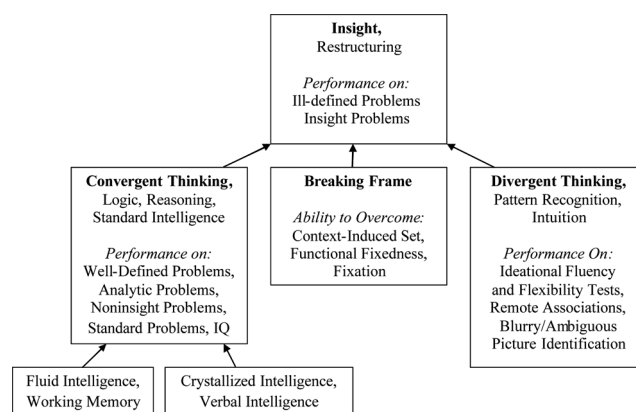 Insight,
Restructuring
Performance on:
Ill-defined Problems
Insight Problems
Convergent Thinking,
Logic, Reasoning,
Standard Intelligence
Performance on:
Well-Defined Problems,
Analytic Problems,
Noninsight Problems,
Standard Problems, IQ
Breaking Frame
Ability to Overcome:
Context-Induced Set,
Functional Fixedness,
Fixation
Divergent Thinking,
Pattern Recognition,
Intuition
Performance On:
Ideational Fluency
and Flexibility Tests,
Remote Associations,
Blurry/Ambiguous
Picture Identification
Fluid Intelligence,
Working Memory
Crystallized Intelligence,
Verbal Intelligence